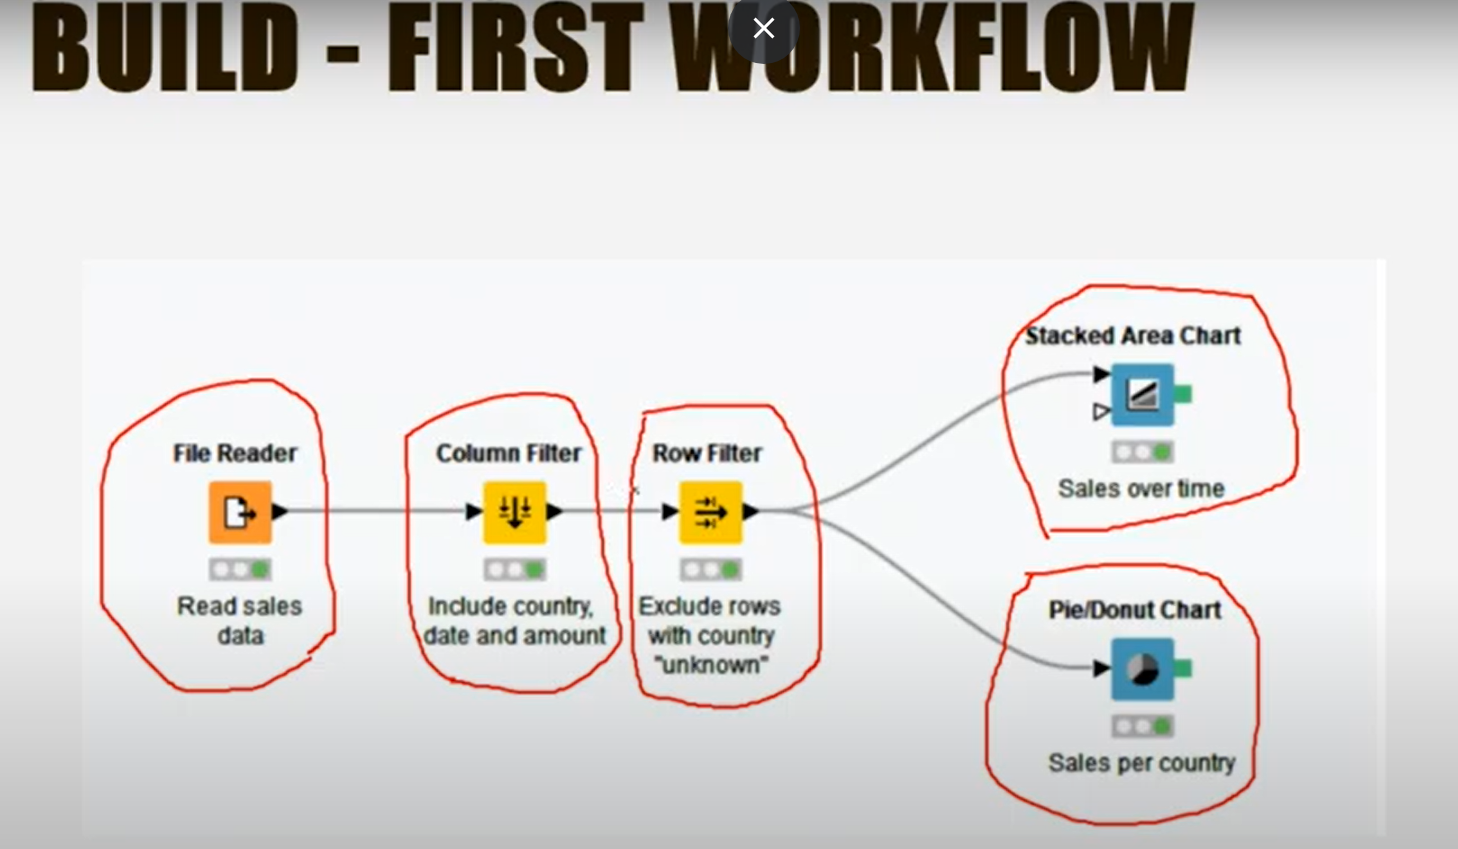 BUILD - FIRST WORKFLOW
File Reader
Read sales
data
Column Filter
Include country,
date and amount
Row Filter
Exclude rows
with country
"unknown"
Stacked Area Chart
Sales over time
Pie/Donut Chart
Sales per country